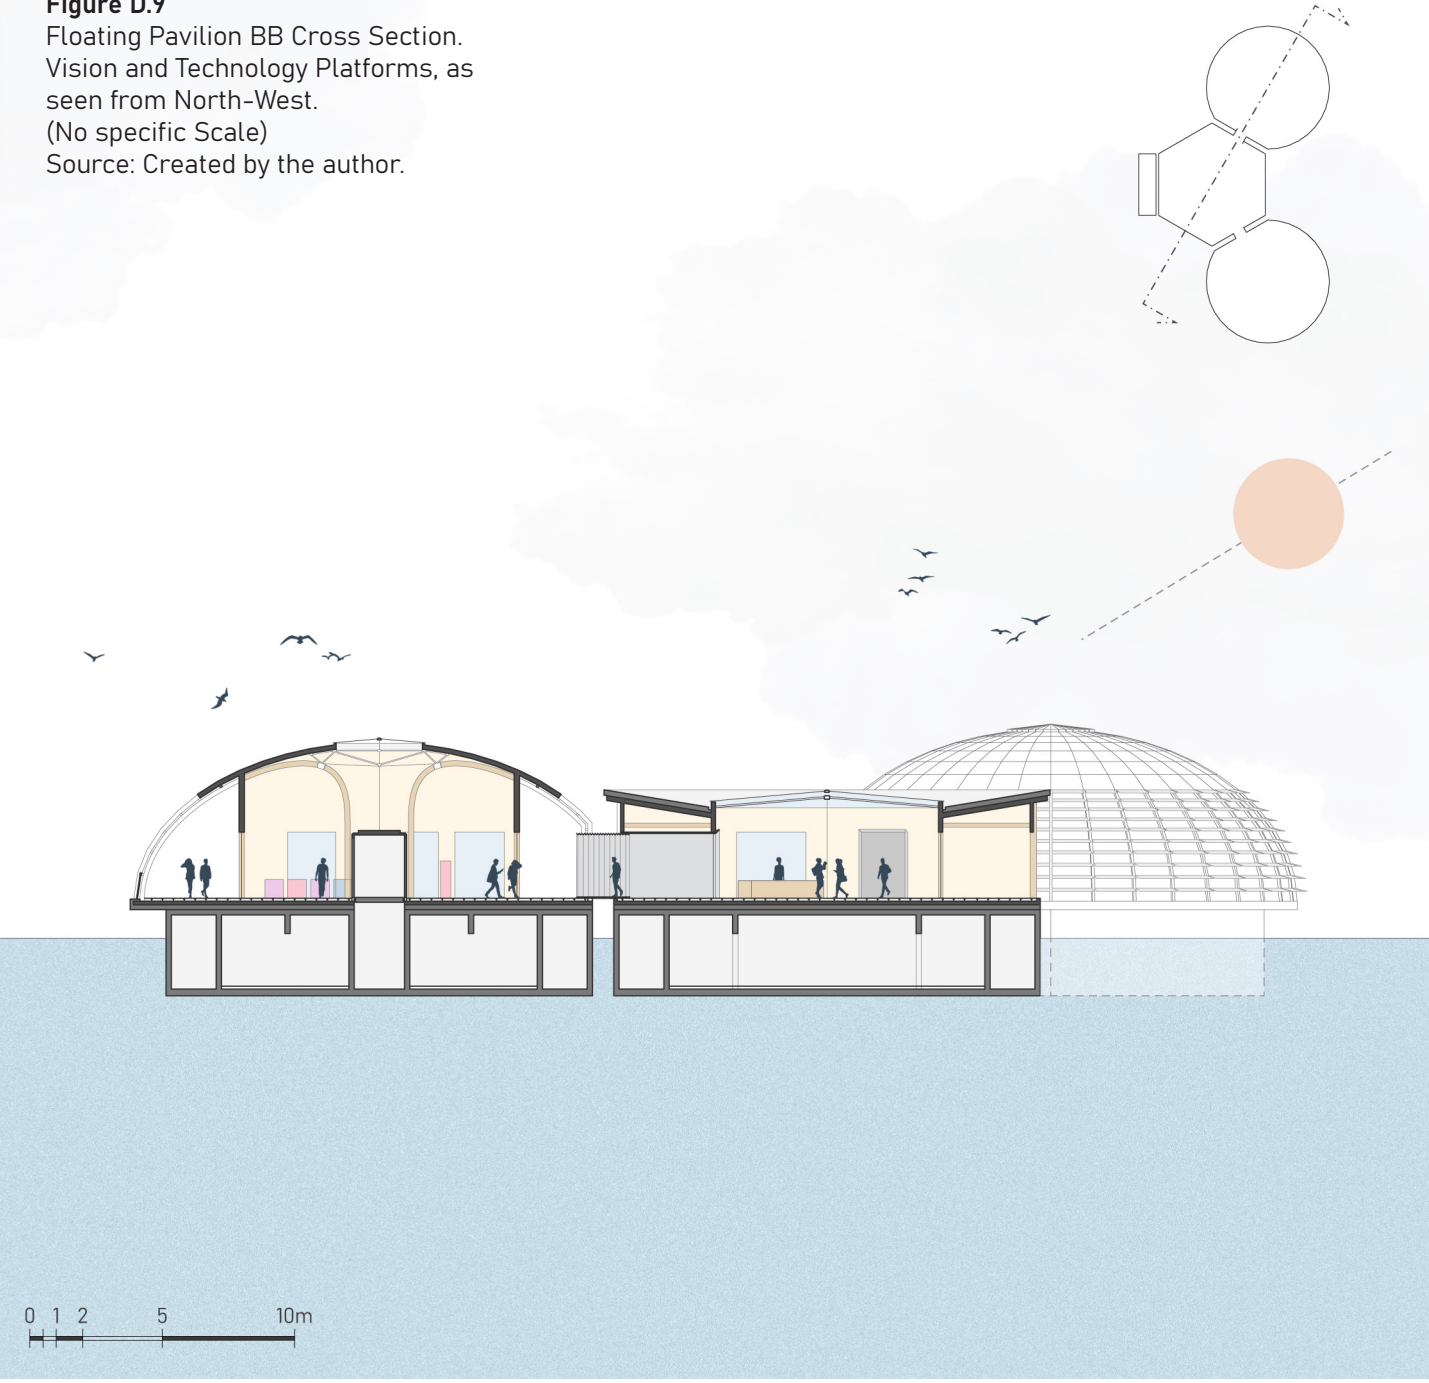 Figure D.9
Floating Pavilion BB Cross Section.
Vision and Technology Platforms, as
seen from North-West.
(No specific Scale)
Source: Created by the author.
0 1 2 5 10m